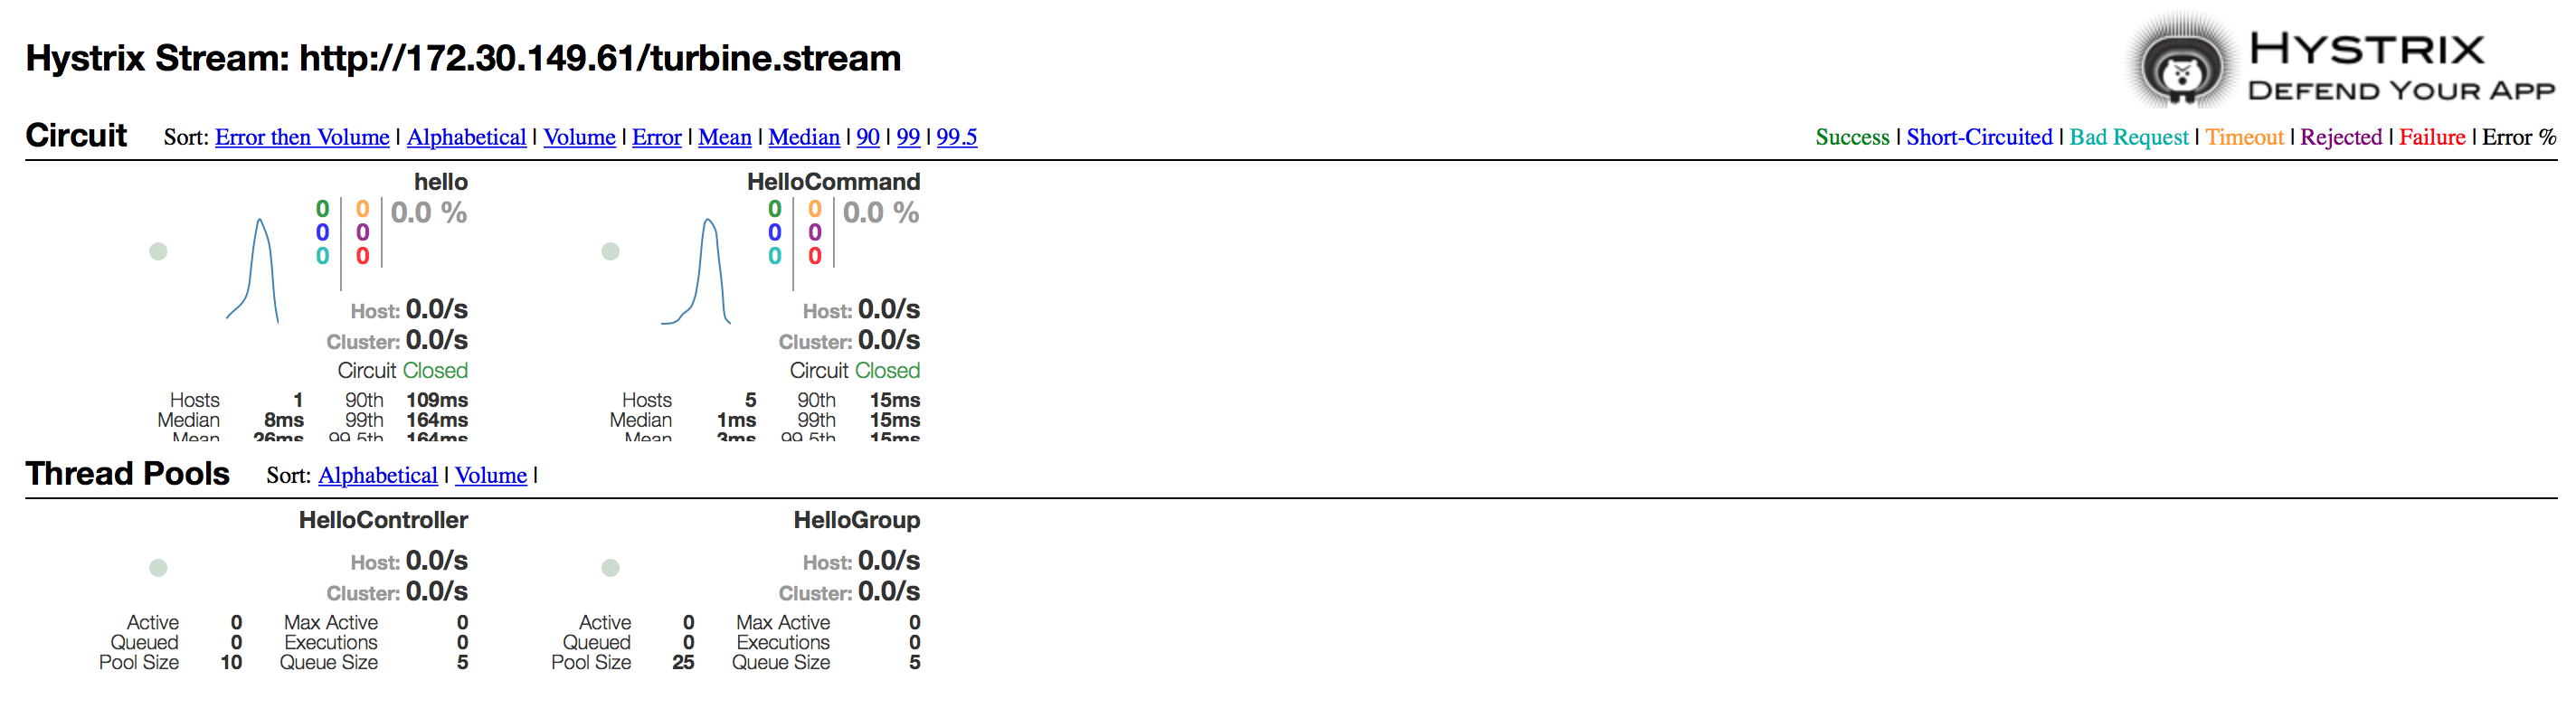 Hystrix Stream: http://172.30.149.61/turbine.stream
HYSTRIX
DEFEND YOUR APP
Circuit Sort: Error then Volume | Alphabetical | Volume | Error | Mean | Median | 90 | 99 | 99.5
Success | Short-Circuited | Bad Request | Timeout | Rejected | Failure | Error %
hello
0 0 0.0 %
0 0
0 0
Host: 0.0/s
Cluster: 0.0/s
Circuit Closed
Hosts 1 90th 109ms
Median 8ms 99th 164ms
Mean 26ms 99.5th 164ms
HelloCommand
0 0 0.0 %
0 0
0 0
Host: 0.0/s
Cluster: 0.0/s
Circuit Closed
Hosts 5 90th 15ms
Median 1ms 99th 15ms
Mean 3ms 99.5th 15ms
Thread Pools Sort: Alphabetical | Volume |
HelloController
Host: 0.0/s
Cluster: 0.0/s
Active 0 Max Active 0
Queued 0 Executions 0
Pool Size 10 Queue Size 5
HelloGroup
Host: 0.0/s
Cluster: 0.0/s
Active 0 Max Active 0
Queued 0 Executions 0
Pool Size 25 Queue Size 5